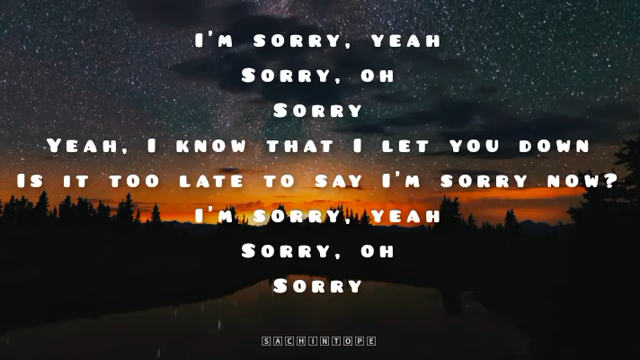 I'm sorry, yeah
Sorry, oh
Sorry
Yeah, I know that I let you down
Is it too late to say I'm sorry now?
I'm sorry, yeah
Sorry, oh
Sorry
SACHINTOPE